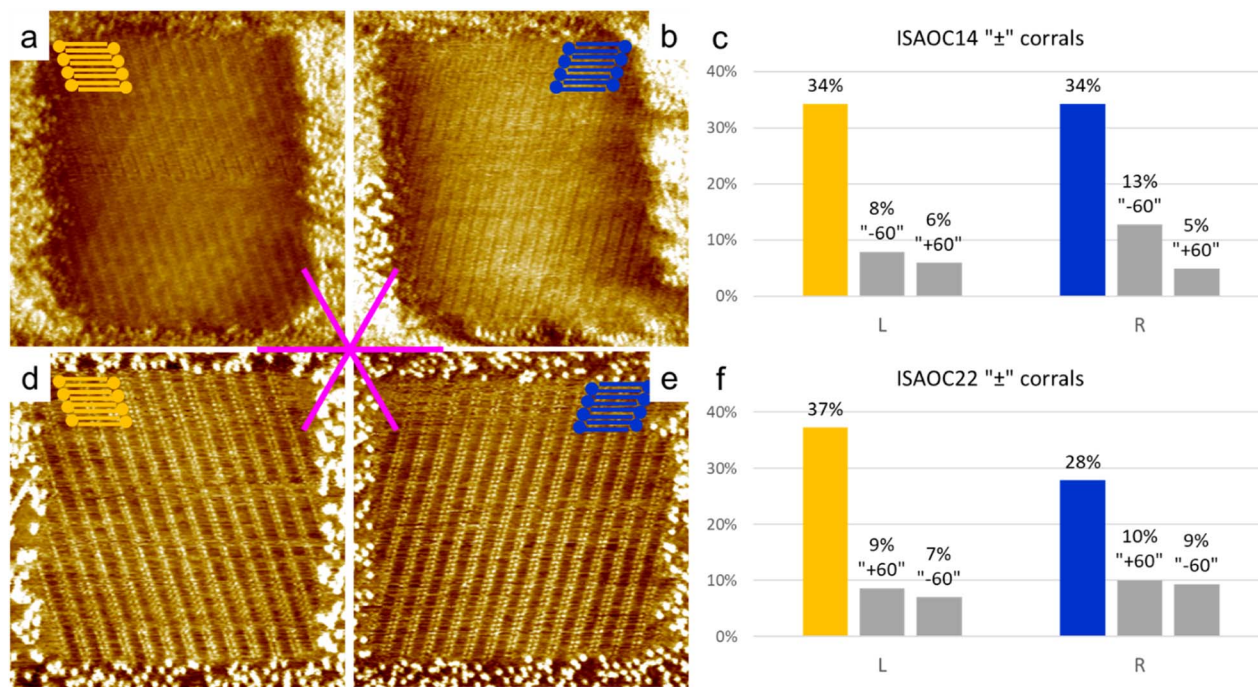 a
b
c
ISAOC14 "±" corrals
40%
30%
20%
10%
0%
34%
8%
"-60"
6%
"+60"
34%
13%
"-60"
5%
"+60"
L
R
d
e
f
ISAOC22 "±" corrals
40%
30%
20%
10%
0%
37%
9%
"+60"
7%
"-60"
28%
10%
"+60"
9%
"-60"
L
R